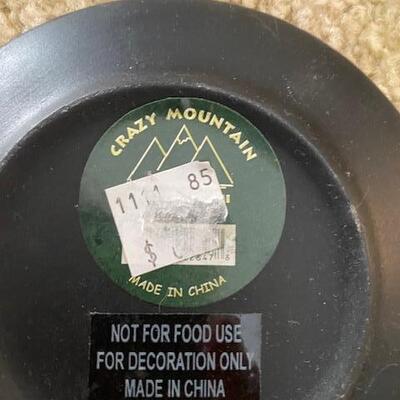 CRAZY MOUNTAIN
85
$
MADE IN CHINA
NOT FOR FOOD USE
FOR DECORATION ONLY
MADE IN CHINA